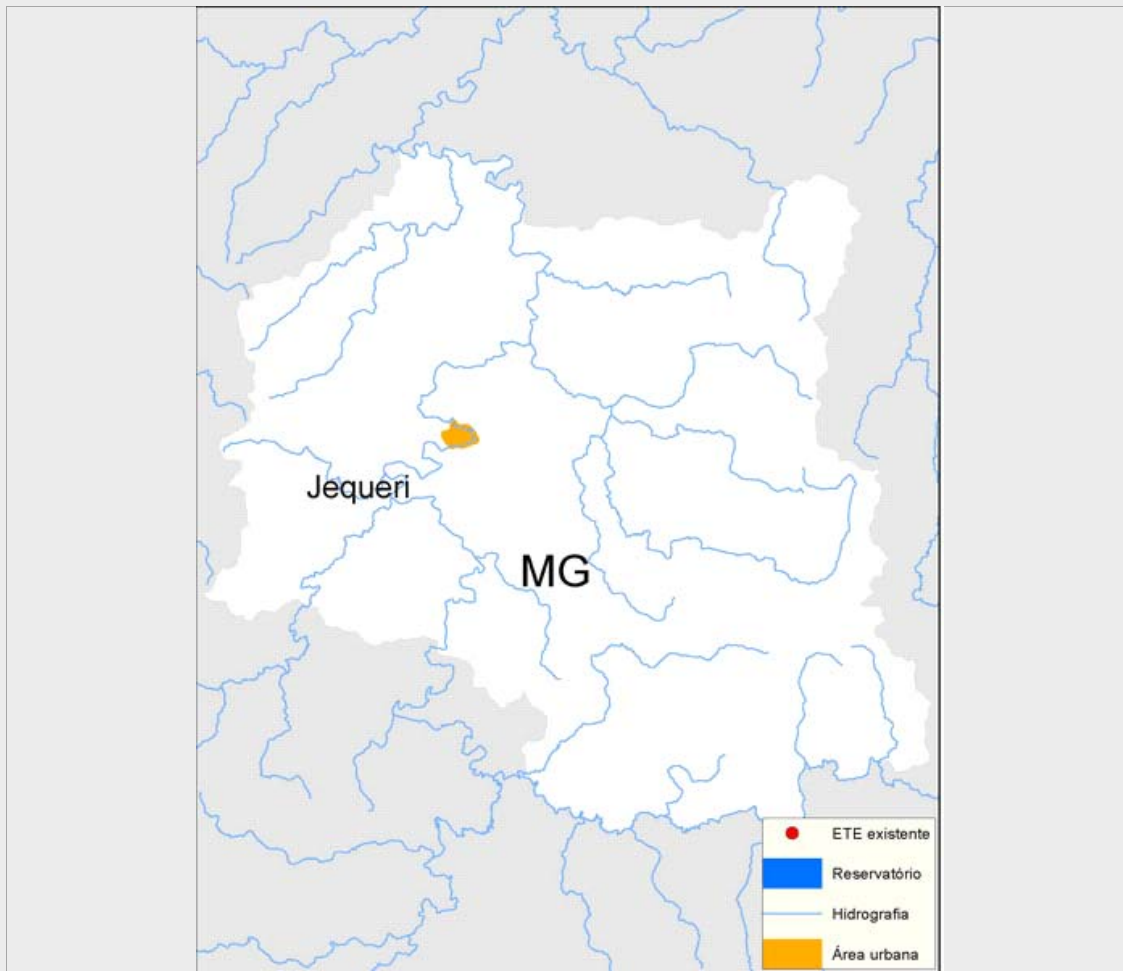 Jequeri
MG
ETE existente
Reservatório
Hidrografia
Área urbana